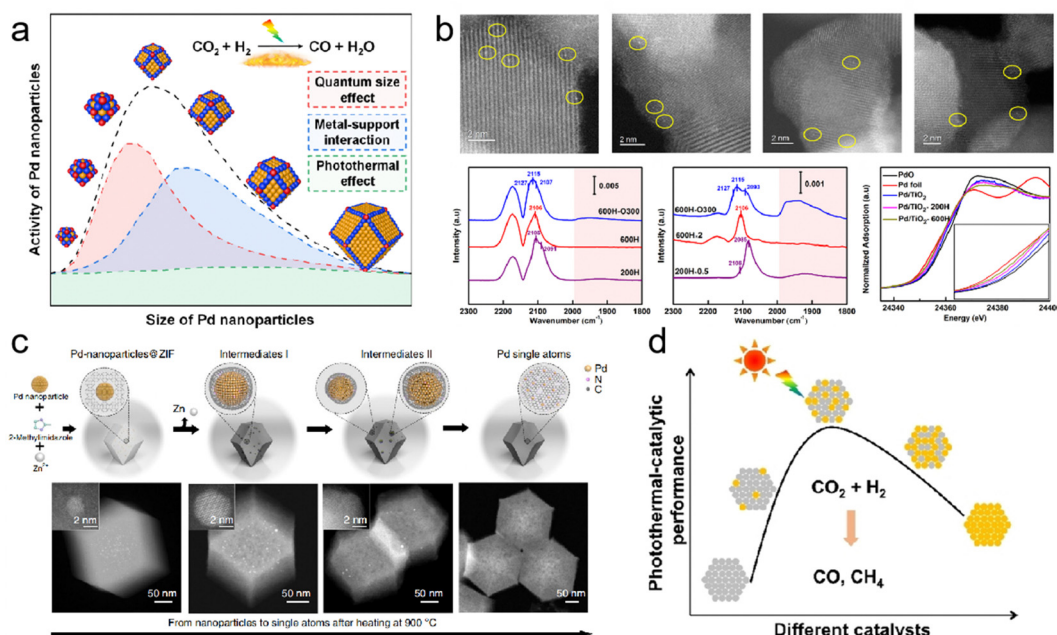 a
CO2 + H2 → CO + H2O
Quantum size
effect
Metal-support
interaction
Photothermal
effect
Activity of Pd nanoparticles
Size of Pd nanoparticles
b
2 nm
2 nm
2 nm
2 nm
Intensity (a.u)
2115
2127
2107
0.005
600H-O300
2106
600H
2100
2091
200H
2300 2200 2100 2000 1900 1800
Wavenumber (cm-1)
Intensity (a.u)
2115
2127
2093
0.001
600H-O300
2106
600H-2
2085
2108
200H-0.5
2300 2200 2100 2000 1900 1800
Wavenumber (cm-1)
Normalized Adsorption (a.u)
PdO
Pd foil
Pd/TiO2
Pd/TiO2- 200H
Pd/TiO2- 600H
24340 24360 24380 24400
Energy (eV)
c
Pd-nanoparticles@ZIF
Intermediates I
Intermediates II
Pd single atoms
Pd
N
C
Pd nanoparticle
+
2-Methylimidazole
+
Zn2+
Zn
2 nm
2 nm
2 nm
50 nm
50 nm
50 nm
50 nm
From nanoparticles to single atoms after heating at 900 °C
d
Photothermal-catalytic
performance
CO2 + H2
CO, CH4
Different catalysts